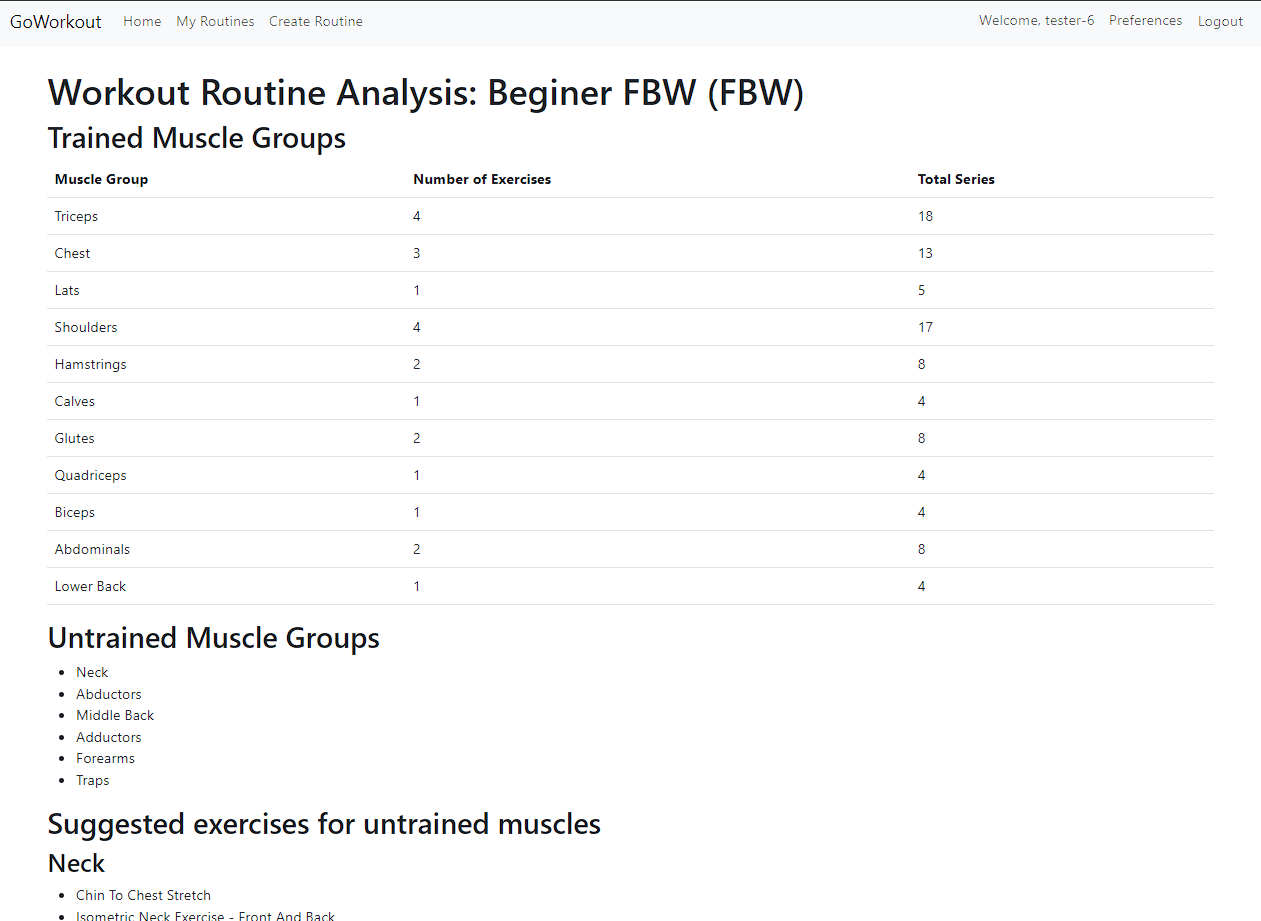 GoWorkout Home My Routines Create Routine Welcome, tester-6 Preferences Logout
Workout Routine Analysis: Beginer FBW (FBW)
Trained Muscle Groups
Muscle Group Number of Exercises Total Series
Triceps 4 18
Chest 3 13
Lats 1 5
Shoulders 4 17
Hamstrings 2 8
Calves 1 4
Glutes 2 8
Quadriceps 1 4
Biceps 1 4
Abdominals 2 8
Lower Back 1 4
Untrained Muscle Groups
Neck
Abductors
Middle Back
Adductors
Forearms
Traps
Suggested exercises for untrained muscles
Neck
Chin To Chest Stretch
Isometric Neck Exercise - Front And Back